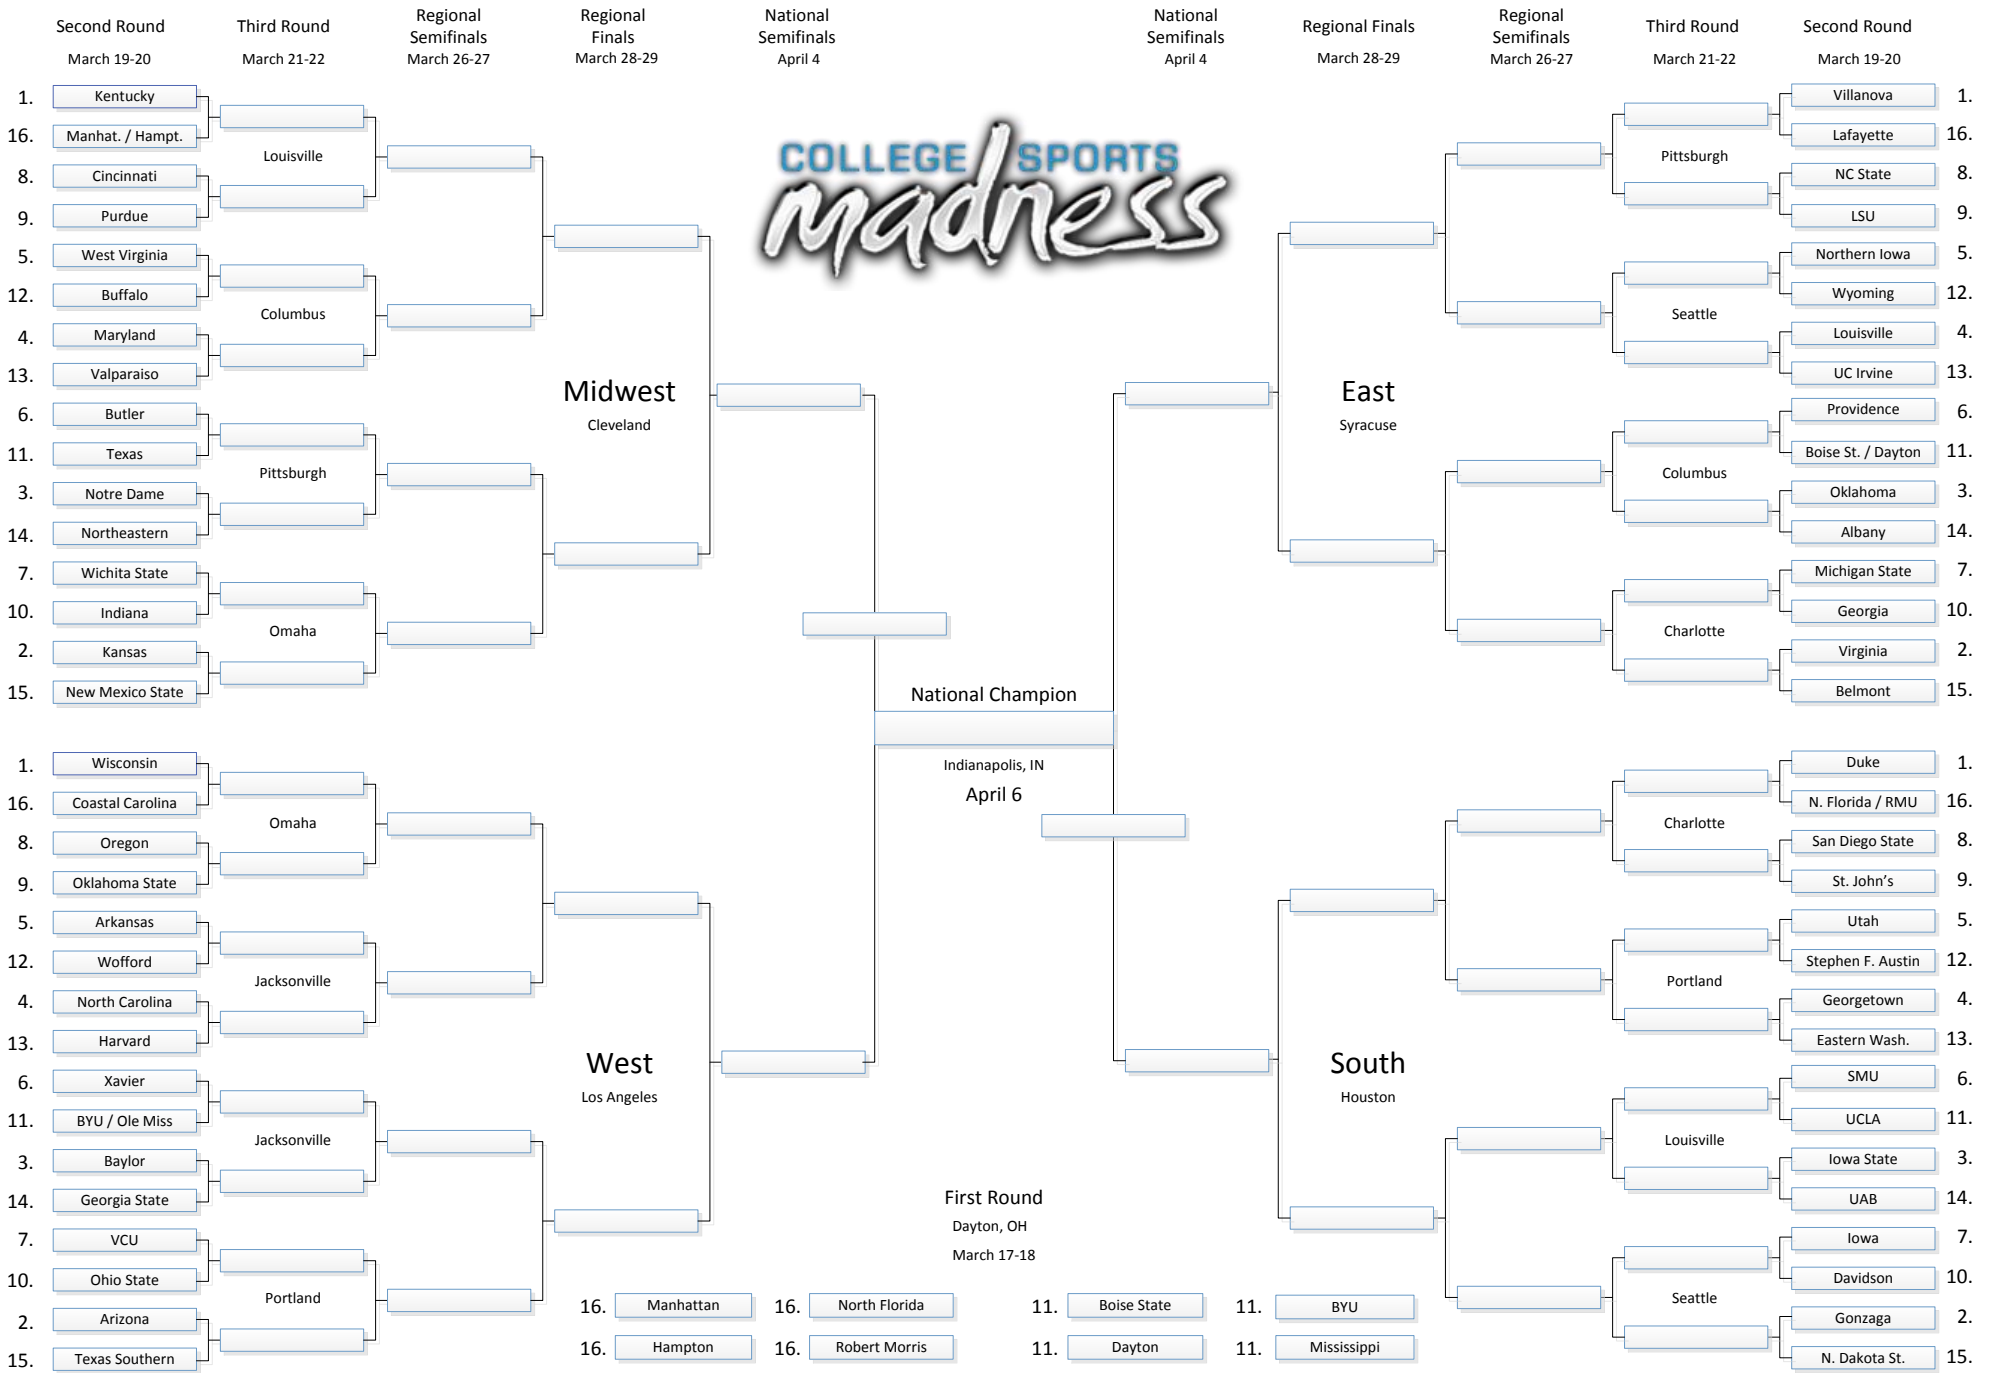 Second Round
March 19-20
Third Round
March 21-22
Regional
Semifinals
March 26-27
Regional
Finals
March 28-29
National
Semifinals
April 4
National
Semifinals
April 4
Regional Finals
March 28-29
Regional
Semifinals
March 26-27
Third Round
March 21-22
Second Round
March 19-20
COLLEGE SPORTS
madness
1. Kentucky
16. Manhat. / Hampt.
Louisville
8. Cincinnati
9. Purdue
5. West Virginia
12. Buffalo
Columbus
4. Maryland
13. Valparaiso
Midwest
Cleveland
6. Butler
11. Texas
Pittsburgh
3. Notre Dame
14. Northeastern
7. Wichita State
10. Indiana
Omaha
2. Kansas
15. New Mexico State
1. Wisconsin
16. Coastal Carolina
Omaha
8. Oregon
9. Oklahoma State
5. Arkansas
12. Wofford
Jacksonville
4. North Carolina
13. Harvard
West
Los Angeles
6. Xavier
11. BYU / Ole Miss
Jacksonville
3. Baylor
14. Georgia State
7. VCU
10. Ohio State
Portland
2. Arizona
15. Texas Southern
National Champion
Indianapolis, IN
April 6
Villanova 1.
Lafayette 16.
Pittsburgh
NC State 8.
LSU 9.
Northern Iowa 5.
Wyoming 12.
Seattle
Louisville 4.
UC Irvine 13.
East
Syracuse
Providence 6.
Boise St. / Dayton 11.
Columbus
Oklahoma 3.
Albany 14.
Michigan State 7.
Georgia 10.
Charlotte
Virginia 2.
Belmont 15.
Duke 1.
N. Florida / RMU 16.
Charlotte
San Diego State 8.
St. John's 9.
Utah 5.
Stephen F. Austin 12.
Portland
Georgetown 4.
Eastern Wash. 13.
South
Houston
SMU 6.
UCLA 11.
Louisville
Iowa State 3.
UAB 14.
Iowa 7.
Davidson 10.
Seattle
Gonzaga 2.
N. Dakota St. 15.
First Round
Dayton, OH
March 17-18
16. Manhattan
16. Hampton
16. North Florida
16. Robert Morris
11. Boise State
11. Dayton
11. BYU
11. Mississippi